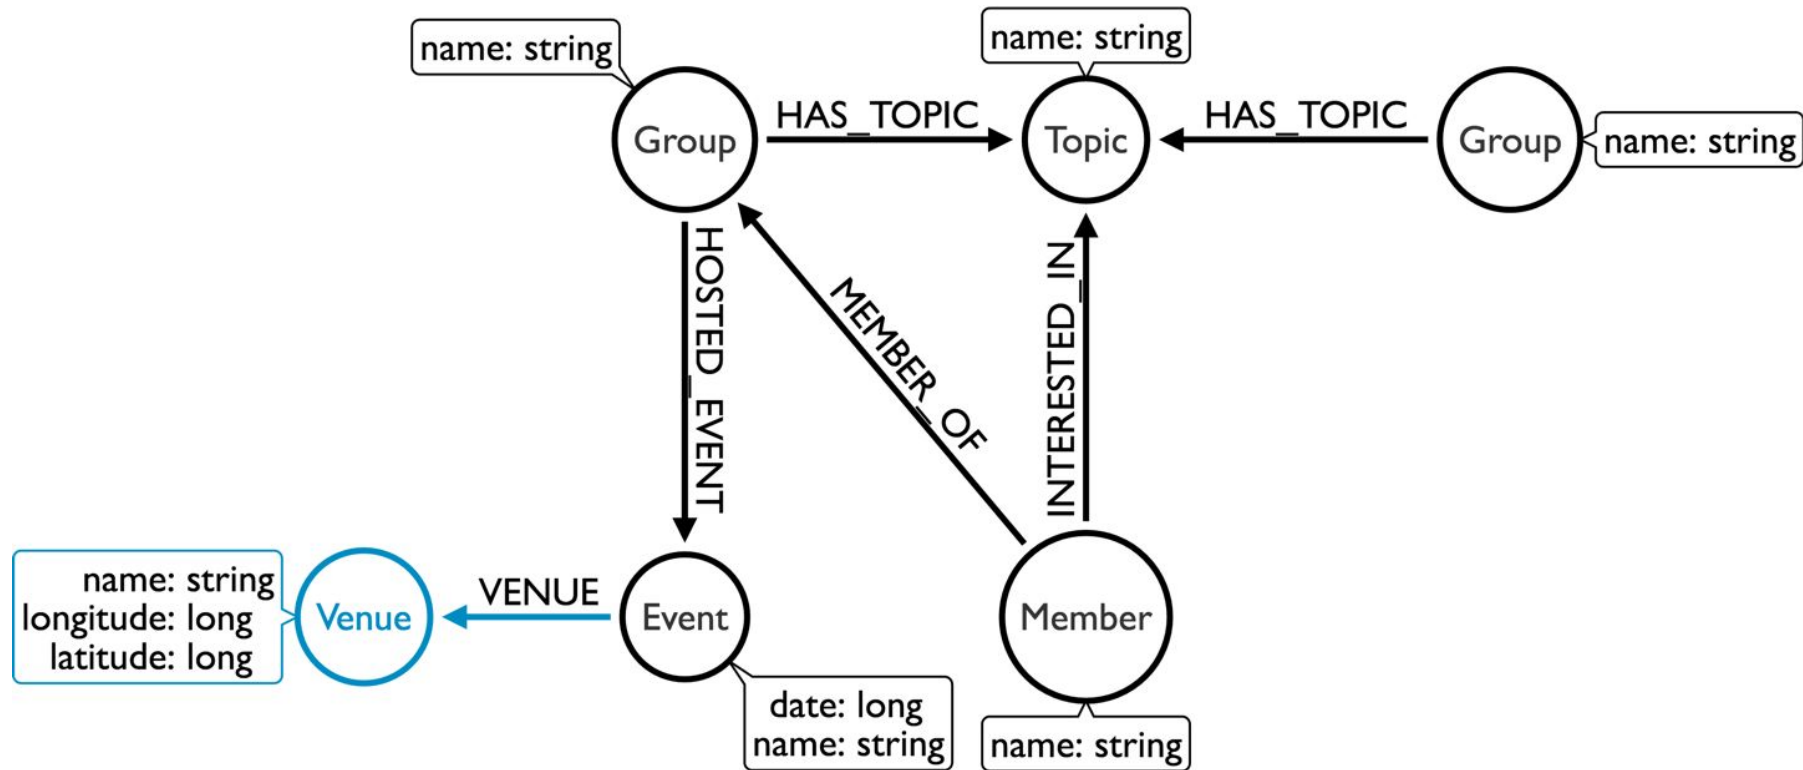 name: string
name: string
Group
HAS_TOPIC
Topic
HAS_TOPIC
Group
name: string
HOSTED_EVENT
MEMBER_OF
INTERESTED_IN
name: string
longitude: long
latitude: long
Venue
VENUE
Event
Member
date: long
name: string
name: string